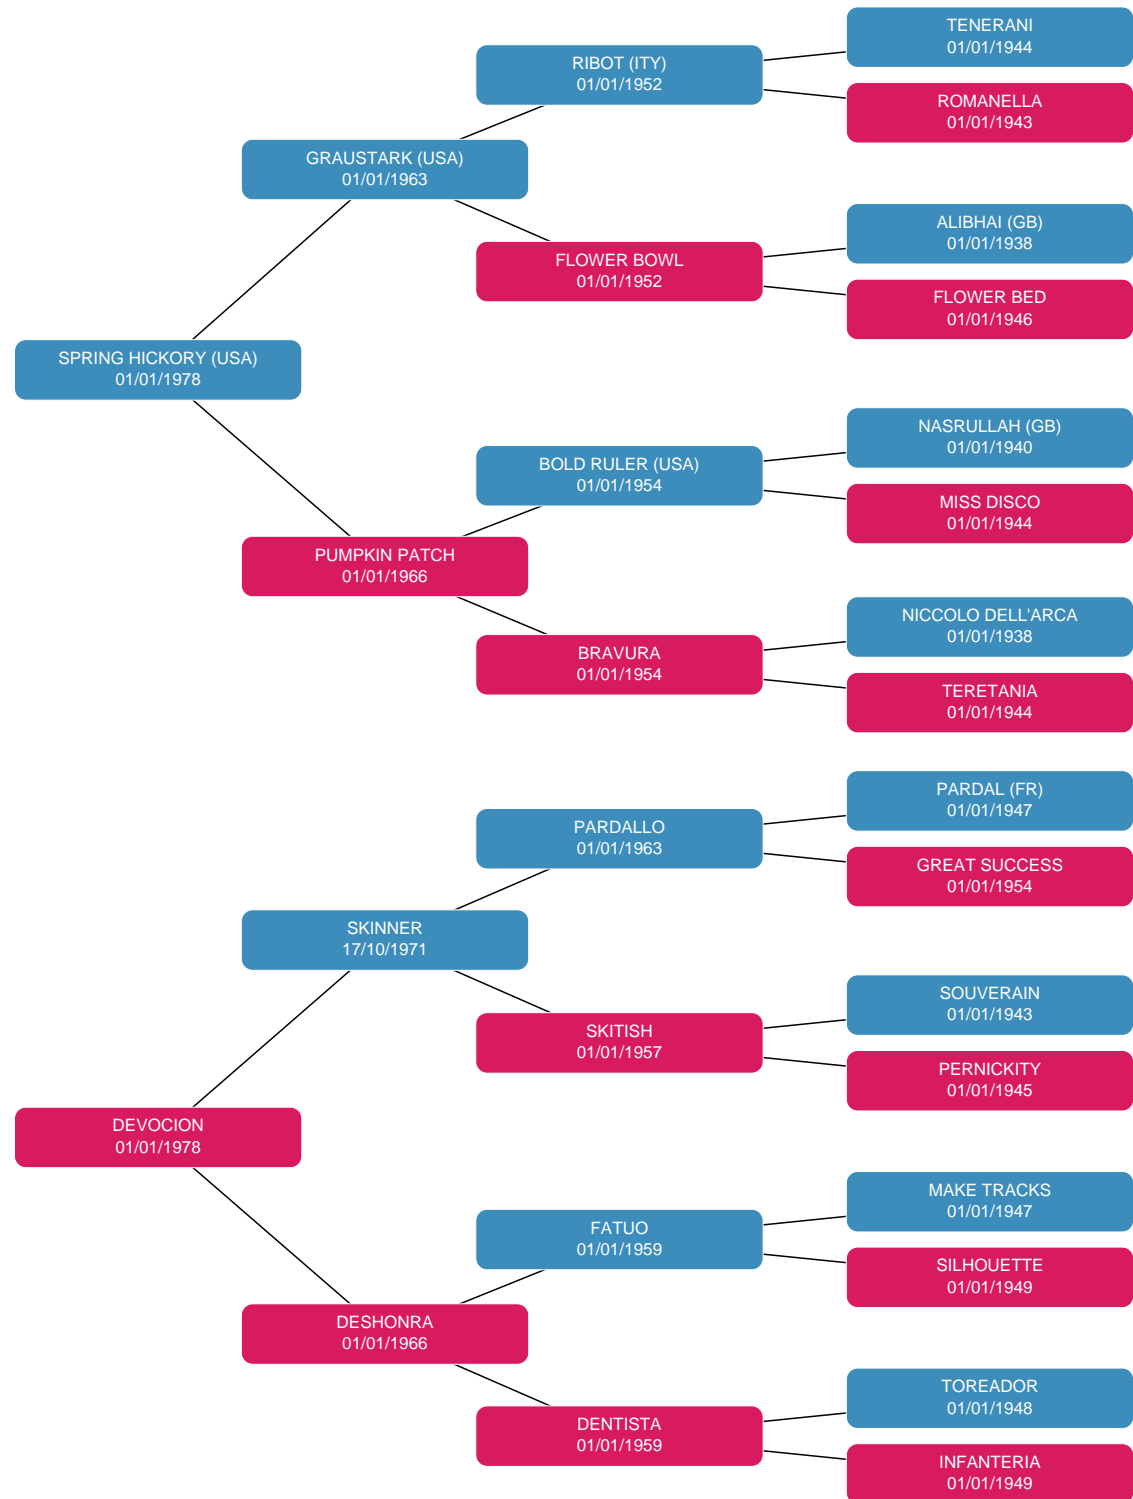 TENERANI
01/01/1944
RIBOT (ITY)
01/01/1952
ROMANELLA
01/01/1943
GRAUSTARK (USA)
01/01/1963
ALIBHAI (GB)
01/01/1938
FLOWER BOWL
01/01/1952
FLOWER BED
01/01/1946
SPRING HICKORY (USA)
01/01/1978
NASRULLAH (GB)
01/01/1940
BOLD RULER (USA)
01/01/1954
MISS DISCO
01/01/1944
PUMPKIN PATCH
01/01/1966
NICCOLO DELL'ARCA
01/01/1938
BRAVURA
01/01/1954
TERETANIA
01/01/1944
PARDAL (FR)
01/01/1947
PARDALLO
01/01/1963
GREAT SUCCESS
01/01/1954
SKINNER
17/10/1971
SOUVERAIN
01/01/1943
SKITISH
01/01/1957
PERNICKITY
01/01/1945
DEVOCION
01/01/1978
MAKE TRACKS
01/01/1947
FATUO
01/01/1959
SILHOUETTE
01/01/1949
DESHONRA
01/01/1966
TOREADOR
01/01/1948
DENTISTA
01/01/1959
INFANTERIA
01/01/1949